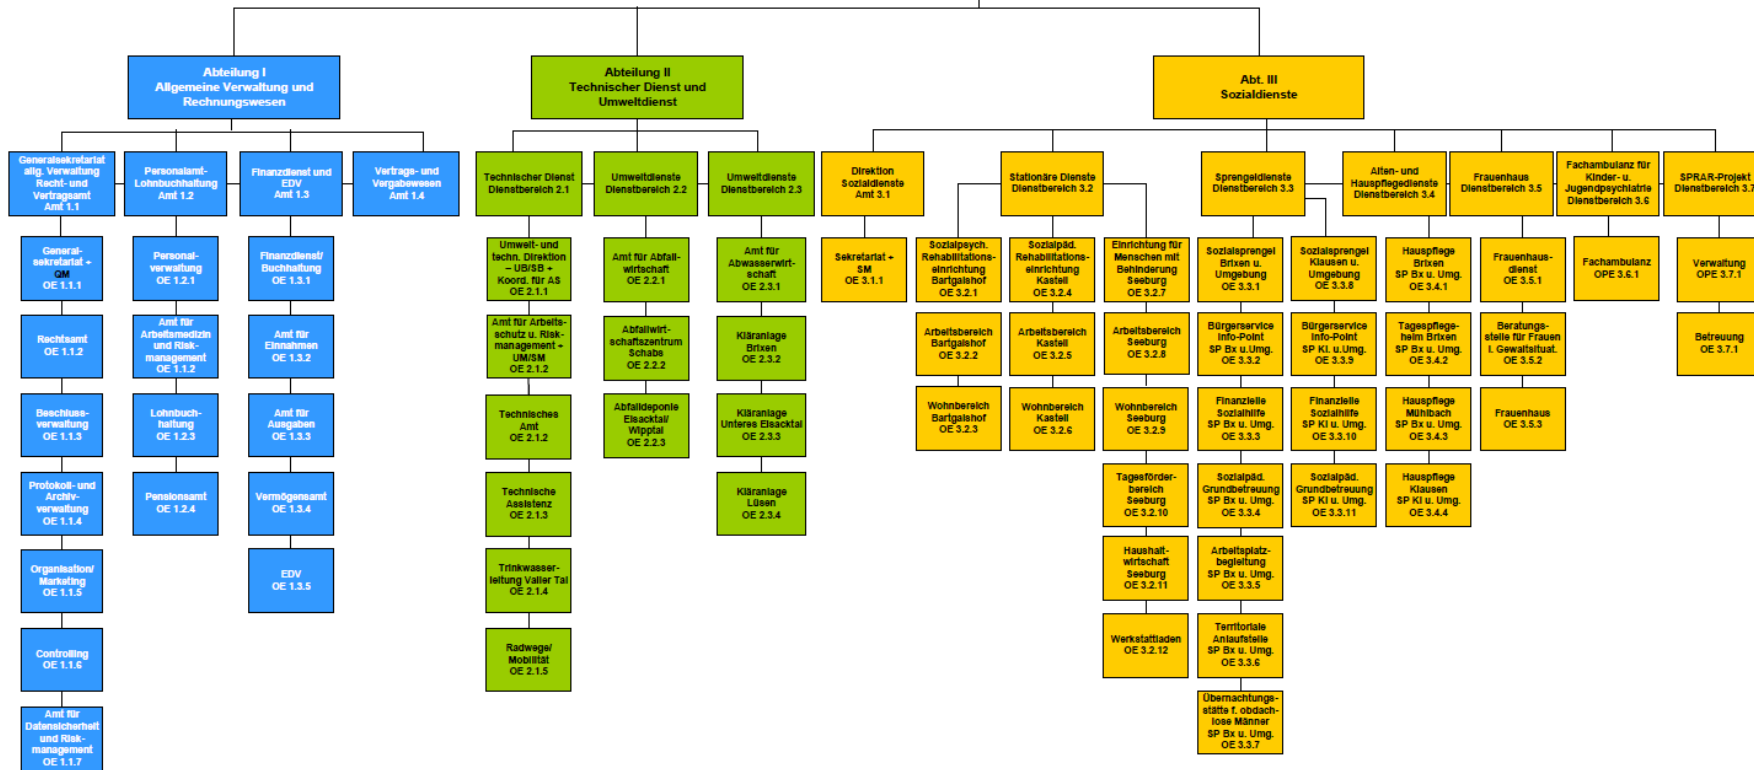 Abteilung I
Allgemeine Verwaltung und
Rechnungswesen
Abteilung II
Technischer Dienst und
Umweltdienst
Abt. III
Sozialdienste
Generalsekretariat
allg. Verwaltung
Recht- und
Vertragsamt
Amt 1.1
Personalamt-
Lohnbuchhaltung
Amt 1.2
Finanzdienst und
EDV
Amt 1.3
Vertrags- und
Vergabewesen
Amt 1.4
Technischer Dienst
Dienstbereich 2.1
Umweltdienste
Dienstbereich 2.2
Umweltdienste
Dienstbereich 2.3
Direktion
Sozialdienste
Amt 3.1
Stationäre Dienste
Dienstbereich 3.2
Sprengeldienste
Dienstbereich 3.3
Alten- und
Hauspflegedienste
Dienstbereich 3.4
Frauenhaus
Dienstbereich 3.5
Fachambulanz für
Kinder- u.
Jugendpsychiatrie
Dienstbereich 3.6
SPRAR-Projekt
Dienstbereich 3.7
General-
sekretariat +
QM
OE 1.1.1
Rechtsamt
OE 1.1.2
Beschluss-
verwaltung
OE 1.1.3
Protokoll- und
Archiv-
verwaltung
OE 1.1.4
Organisation/
Marketing
OE 1.1.5
Controlling
OE 1.1.6
Amt für
Datensicherheit
und Risk-
management
OE 1.1.7
Personal-
verwaltung
OE 1.2.1
Amt für
Arbeitsmedizin
und Risk-
management
OE 1.1.2
Lohnbuch-
haltung
OE 1.2.3
Pensionsamt
OE 1.2.4
Finanzdienst/
Buchhaltung
OE 1.3.1
Amt für
Einnahmen
OE 1.3.2
Amt für
Ausgaben
OE 1.3.3
Vermögensamt
OE 1.3.4
EDV
OE 1.3.5
Umwelt- und
techn. Direktion
– UB/SB +
Koord. für AS
OE 2.1.1
Amt für Arbeits-
schutz u. Risk-
management +
UM/SM
OE 2.1.2
Technisches
Amt
OE 2.1.2
Technische
Assistenz
OE 2.1.3
Trinkwasser-
leitung Valler Tal
OE 2.1.4
Radwege/
Mobilität
OE 2.1.5
Amt für Abfall-
wirtschaft
OE 2.2.1
Abfallwirt-
schaftszentrum
Schabs
OE 2.2.2
Abfalldeponie
Eisacktal/
Wipptal
OE 2.2.3
Amt für
Abwasserwirt-
schaft
OE 2.3.1
Kläranlage
Brixen
OE 2.3.2
Kläranlage
Unteres Eisacktal
OE 2.3.3
Kläranlage
Lüsen
OE 2.3.4
Sekretariat +
SM
OE 3.1.1
Sozialpsych.
Rehabilitations-
einrichtung
Bartgaishof
OE 3.2.1
Arbeitsbereich
Bartgaishof
OE 3.2.2
Wohnbereich
Bartgaishof
OE 3.2.3
Sozialpäd.
Rehabilitations-
einrichtung
Kastell
OE 3.2.4
Arbeitsbereich
Kastell
OE 3.2.5
Wohnbereich
Kastell
OE 3.2.6
Einrichtung für
Menschen mit
Behinderung
Seeburg
OE 3.2.7
Arbeitsbereich
Seeburg
OE 3.2.8
Wohnbereich
Seeburg
OE 3.2.9
Tagesförder-
bereich
Seeburg
OE 3.2.10
Haushalt-
wirtschaft
Seeburg
OE 3.2.11
Werkstattladen
OE 3.2.12
Sozialsprengel
Brixen u.
Umgebung
OE 3.3.1
Bürgerservice
Info-Point
SP Bx u.Umg.
OE 3.3.2
Finanzielle
Sozialhilfe
SP Bx u. Umg.
OE 3.3.3
Sozialpäd.
Grundbetreuung
SP Bx u. Umg.
OE 3.3.4
Arbeitsplatz-
begleitung
SP Bx u. Umg.
OE 3.3.5
Territoriale
Anlaufstelle
SP Bx u. Umg.
OE 3.3.6
Übernachtungs-
stätte f. obdach-
lose Männer
SP Bx u. Umg.
OE 3.3.7
Sozialsprengel
Klausen u.
Umgebung
OE 3.3.8
Bürgerservice
Info-Point
SP Kl. u.Umg.
OE 3.3.9
Finanzielle
Sozialhilfe
SP Kl u. Umg.
OE 3.3.10
Sozialpäd.
Grundbetreuung
SP Kl u. Umg.
OE 3.3.11
Hauspflege
Brixen
SP Bx u. Umg.
OE 3.4.1
Tagespflege-
heim Brixen
SP Bx u. Umg.
OE 3.4.2
Hauspflege
Mühlbach
SP Bx u. Umg.
OE 3.4.3
Hauspflege
Klausen
SP Kl u. Umg.
OE 3.4.4
Frauenhaus-
dienst
OE 3.5.1
Beratungs-
stelle für Frauen
i. Gewaltsituat.
OE 3.5.2
Frauenhaus
OE 3.5.3
Fachambulanz
OPE 3.6.1
Verwaltung
OPE 3.7.1
Betreuung
OE 3.7.1